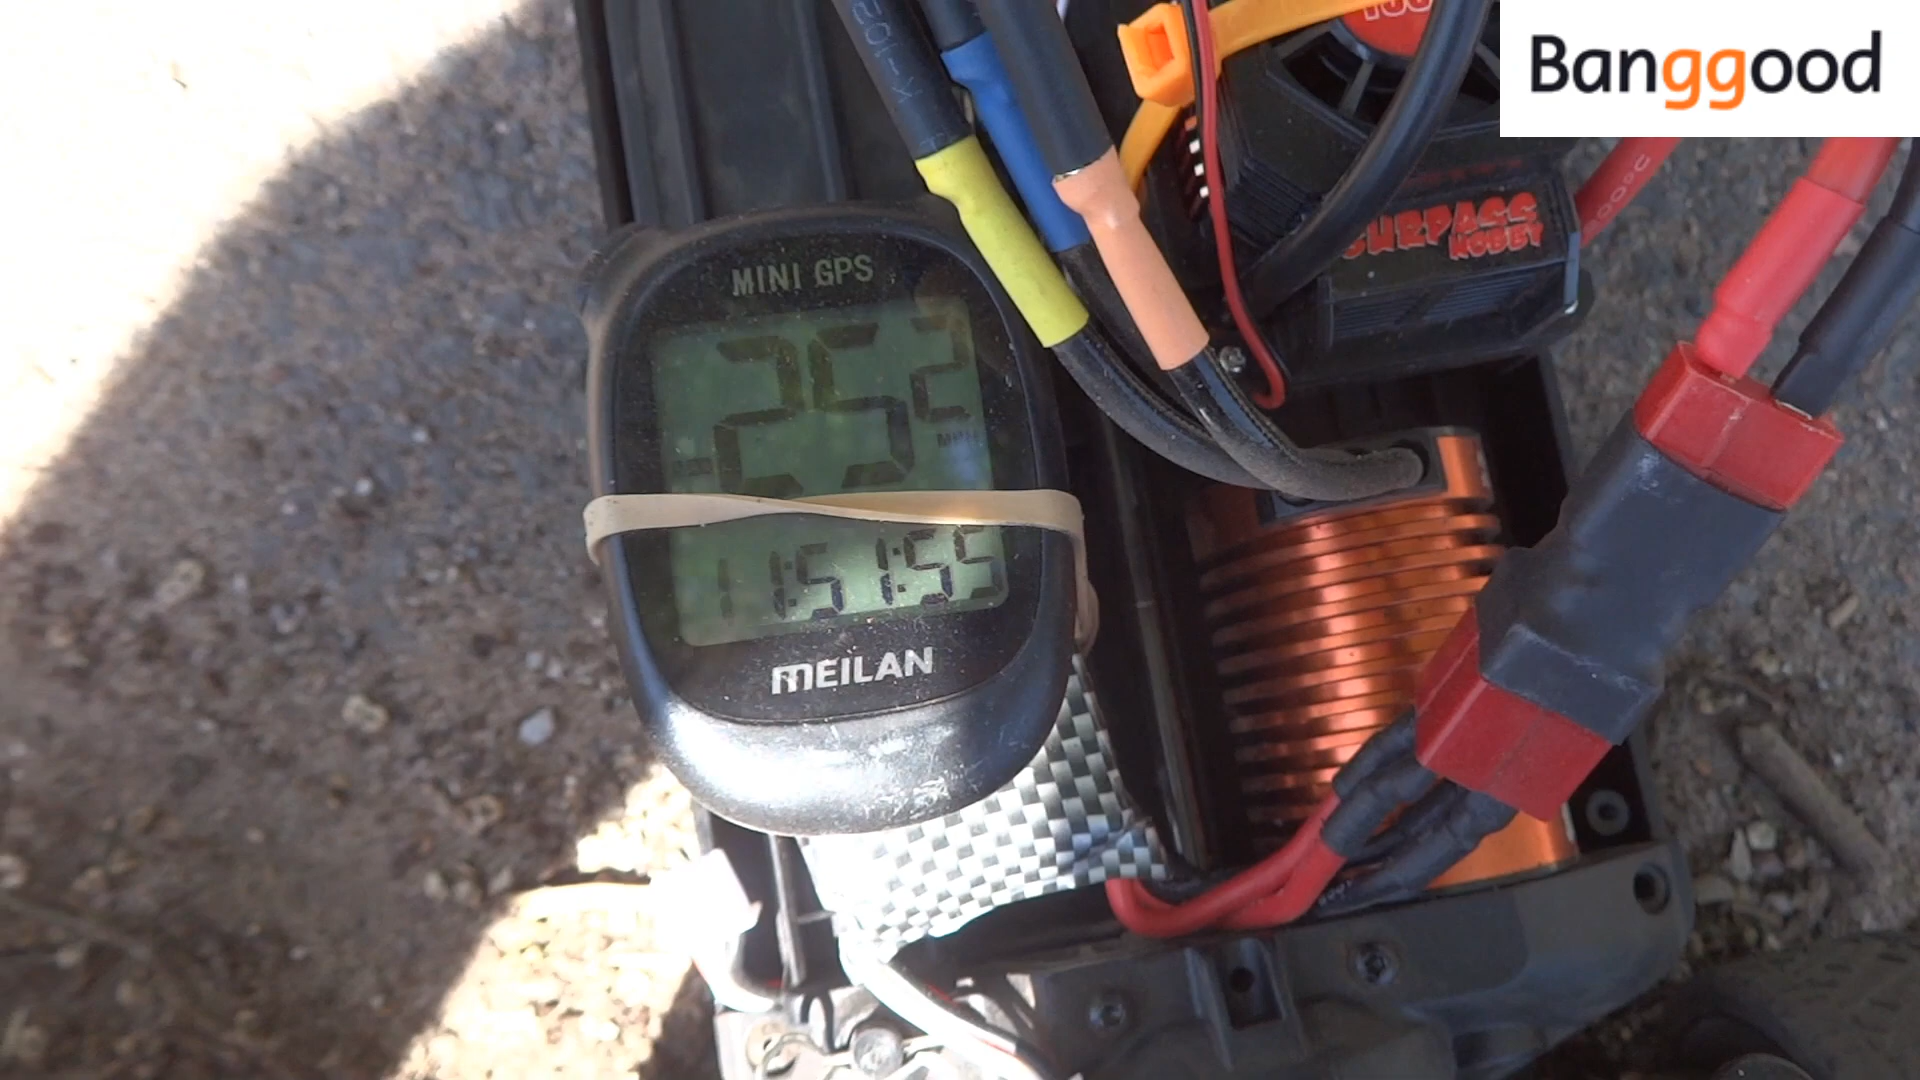 Banggood
MINI GPS
25.2
MPH
11:51:55
MEILAN
SURPASS
HOBBY